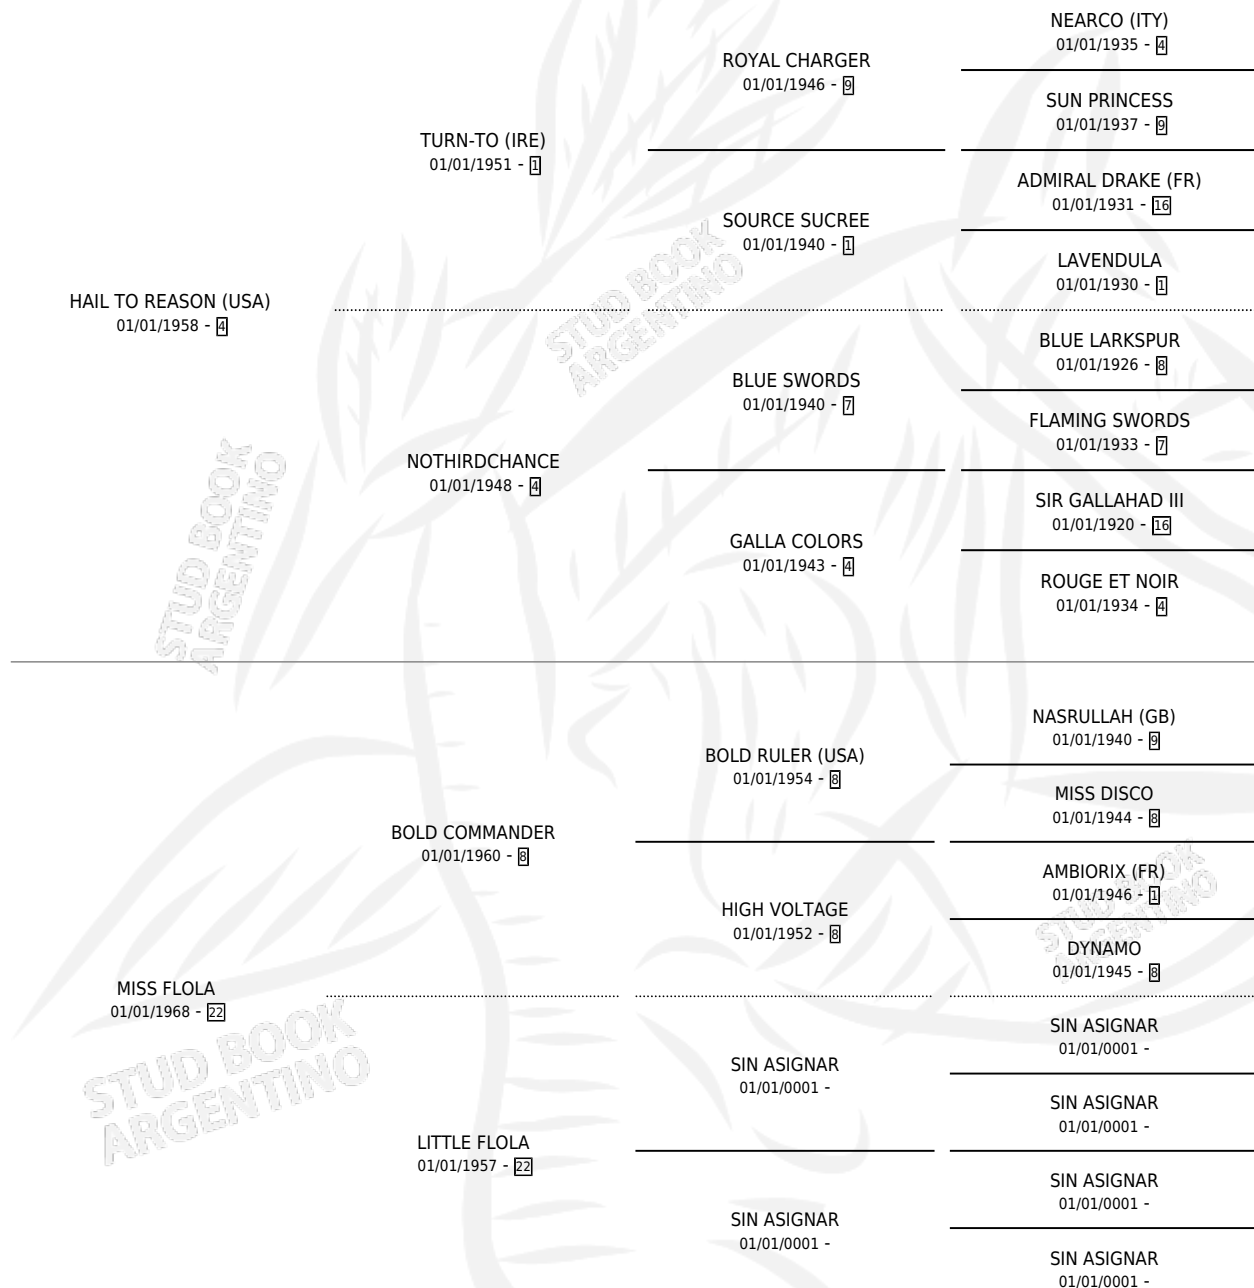 HAIL TO REASON (USA)
01/01/1958 - 4
TURN-TO (IRE)
01/01/1951 - 1
NOTHIRDCHANCE
01/01/1948 - 4
ROYAL CHARGER
01/01/1946 - 9
SOURCE SUCREE
01/01/1940 - 1
BLUE SWORDS
01/01/1940 - 7
GALLA COLORS
01/01/1943 - 4
NEARCO (ITY)
01/01/1935 - 4
SUN PRINCESS
01/01/1937 - 9
ADMIRAL DRAKE (FR)
01/01/1931 - 16
LAVENDULA
01/01/1930 - 1
BLUE LARKSPUR
01/01/1926 - 8
FLAMING SWORDS
01/01/1933 - 7
SIR GALLAHAD III
01/01/1920 - 16
ROUGE ET NOIR
01/01/1934 - 4
MISS FLOLA
01/01/1968 - 22
BOLD COMMANDER
01/01/1960 - 8
LITTLE FLOLA
01/01/1957 - 22
BOLD RULER (USA)
01/01/1954 - 8
HIGH VOLTAGE
01/01/1952 - 8
SIN ASIGNAR
01/01/0001 -
SIN ASIGNAR
01/01/0001 -
NASRULLAH (GB)
01/01/1940 - 9
MISS DISCO
01/01/1944 - 8
AMBIORIX (FR)
01/01/1946 - 1
DYNAMO
01/01/1945 - 8
SIN ASIGNAR
01/01/0001 -
SIN ASIGNAR
01/01/0001 -
SIN ASIGNAR
01/01/0001 -
SIN ASIGNAR
01/01/0001 -
STUD BOOK
ARGENTINO
STUD BOOK
ARGENTINO
STUD BOOK
ARGENTINO
STUD BOOK
ARGENTINO